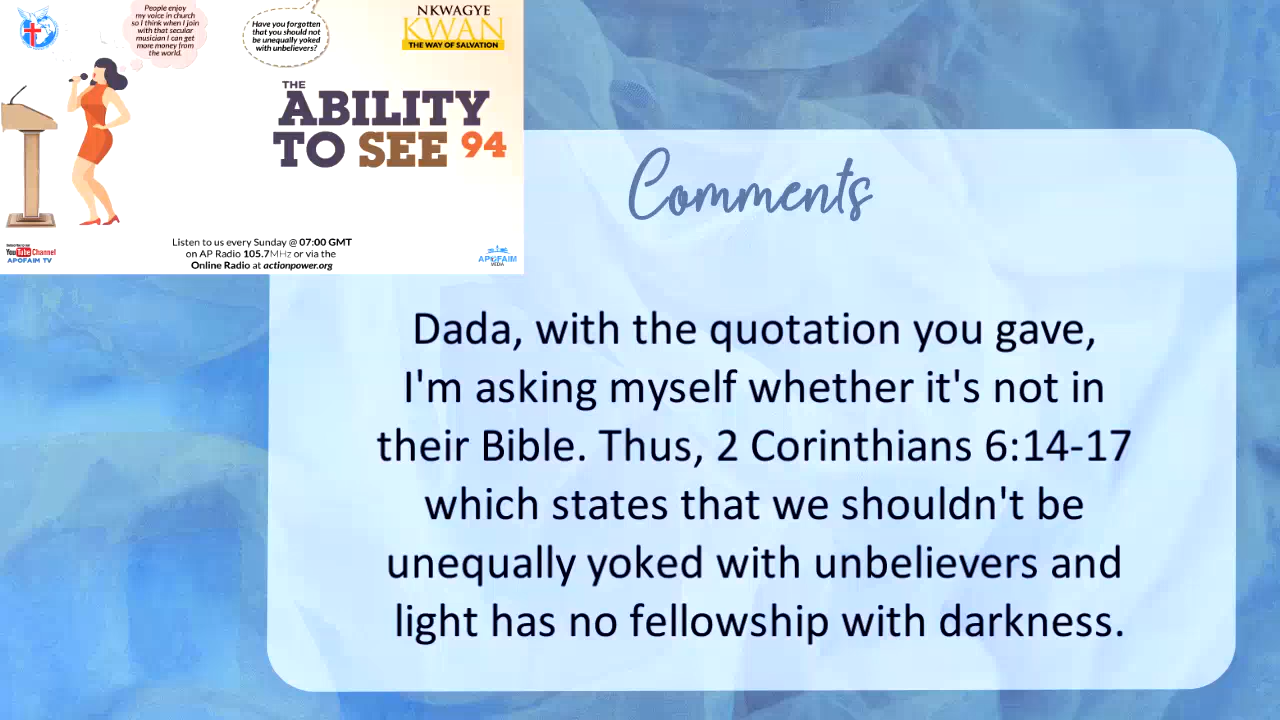 People enjoy
my voice in church
so I think when I join
with that secular
musician I can get
more money from
the world.
Have you forgotten
that you should not
be unequally yoked
with unbelievers?
NKWAGYE
KWAN
THE WAY OF SALVATION
THE
ABILITY
TO SEE 94
Listen to us every Sunday @ 07:00 GMT
on AP Radio 105.7MHz or via the
Online Radio at actionpower.org
YouTube Channel
APOFAIM TV
APOFAIM
MEDIA
Comments
Dada, with the quotation you gave,
I'm asking myself whether it's not in
their Bible. Thus, 2 Corinthians 6:14-17
which states that we shouldn't be
unequally yoked with unbelievers and
light has no fellowship with darkness.